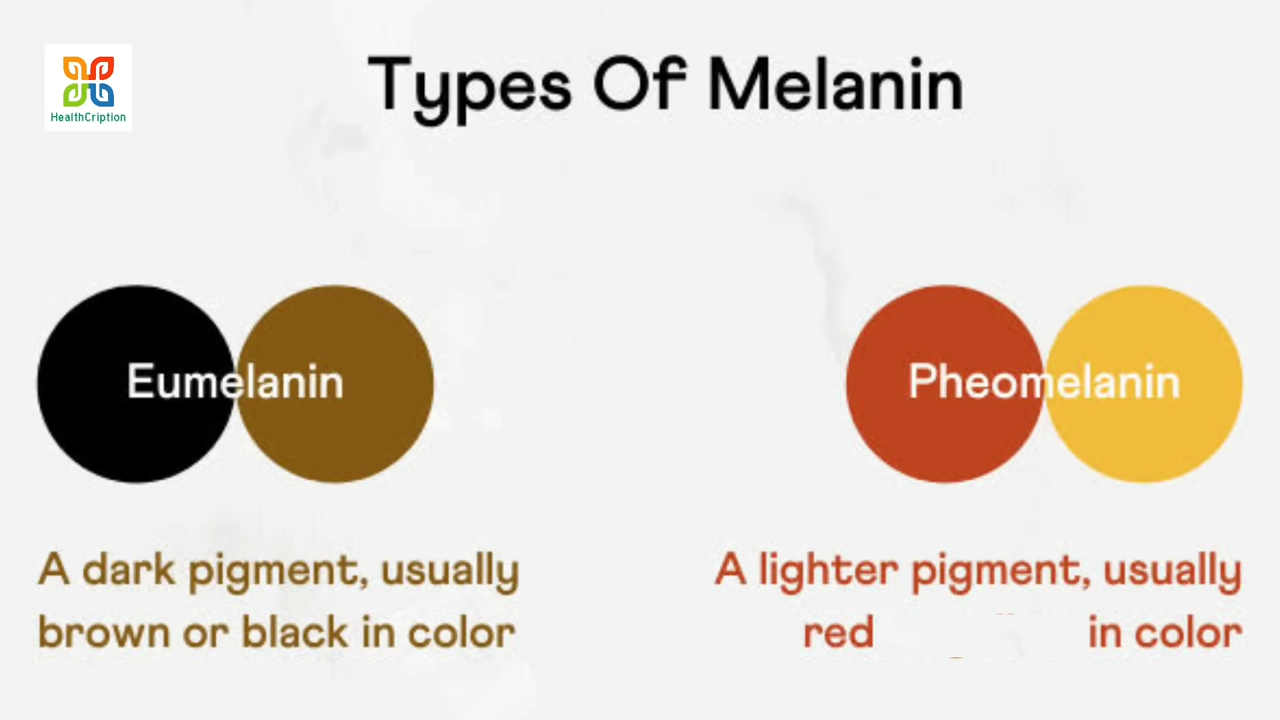 HealthCription
Types Of Melanin
Eumelanin
Pheomelanin
A dark pigment, usually
brown or black in color
A lighter pigment, usually
red in color